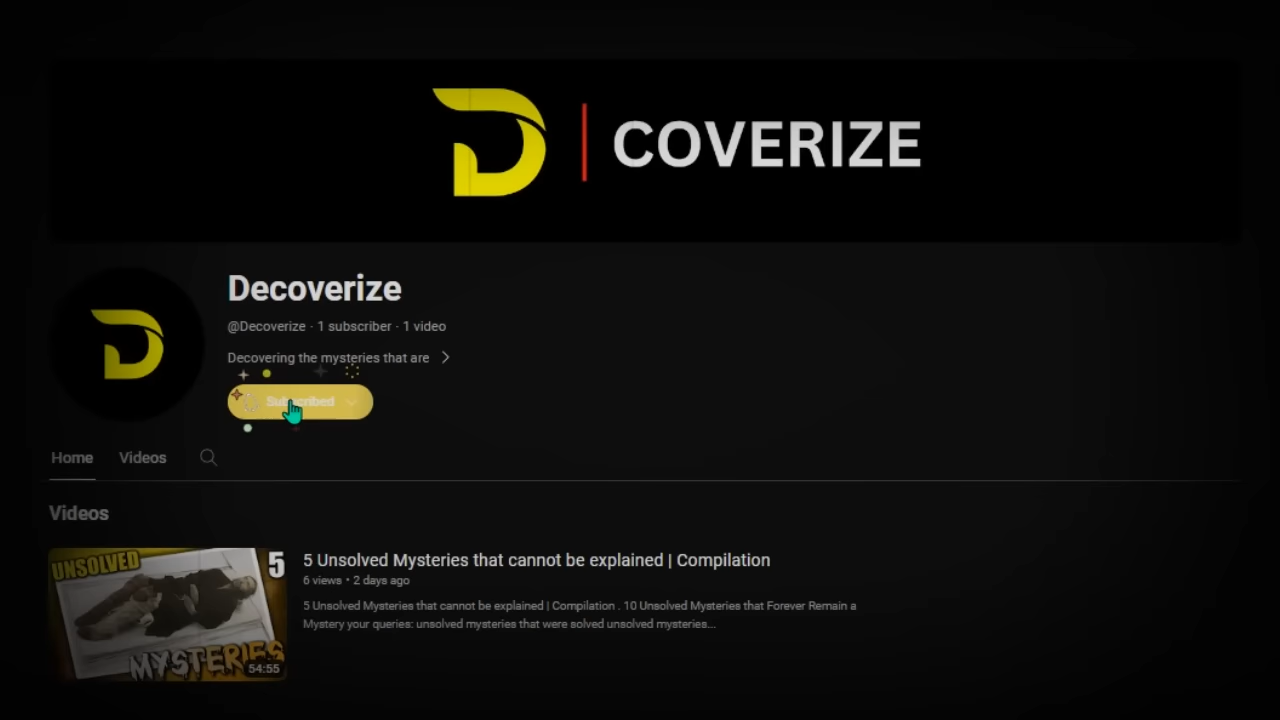 D | COVERIZE
Decoverize
@Decoverize · 1 subscriber · 1 video
Decovering the mysteries that are >
Subscribed
Home Videos
Videos
UNSOLVED 5
MYSTERIES
54:55
5 Unsolved Mysteries that cannot be explained | Compilation
6 views • 2 days ago
5 Unsolved Mysteries that cannot be explained | Compilation . 10 Unsolved Mysteries that Forever Remain a
Mystery your queries: unsolved mysteries that were solved unsolved mysteries...